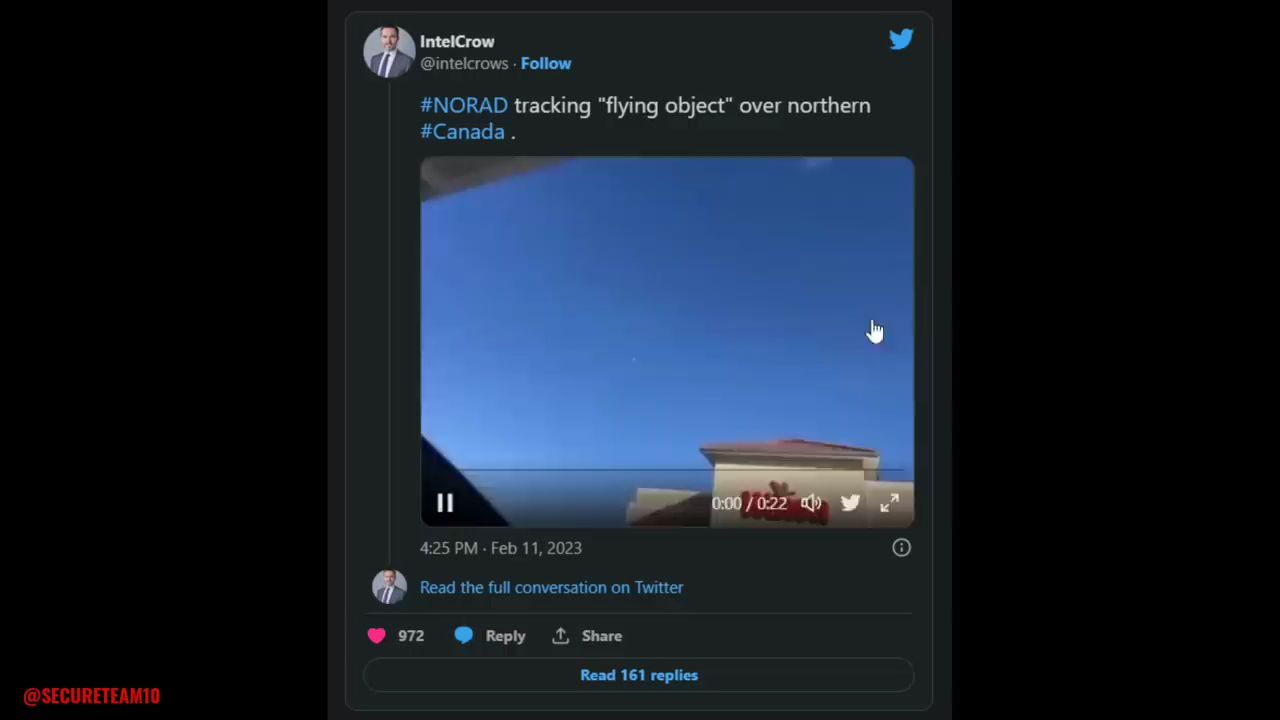 IntelCrow
@intelcrows · Follow
#NORAD tracking "flying object" over northern
#Canada .
0:00 / 0:22
4:25 PM · Feb 11, 2023
Read the full conversation on Twitter
972 Reply Share
Read 161 replies
@SECURETEAM10